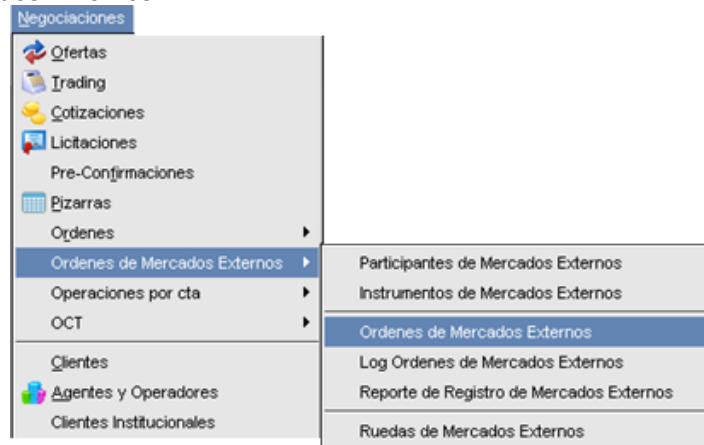 Negociaciones
Ofertas
Trading
Cotizaciones
Licitaciones
Pre-Confirmaciones
Pizarras
Ordenes
Ordenes de Mercados Externos
Operaciones por cta
OCT
Clientes
Agentes y Operadores
Clientes Institucionales
Participantes de Mercados Externos
Instrumentos de Mercados Externos
Ordenes de Mercados Externos
Log Ordenes de Mercados Externos
Reporte de Registro de Mercados Externos
Ruedas de Mercados Externos